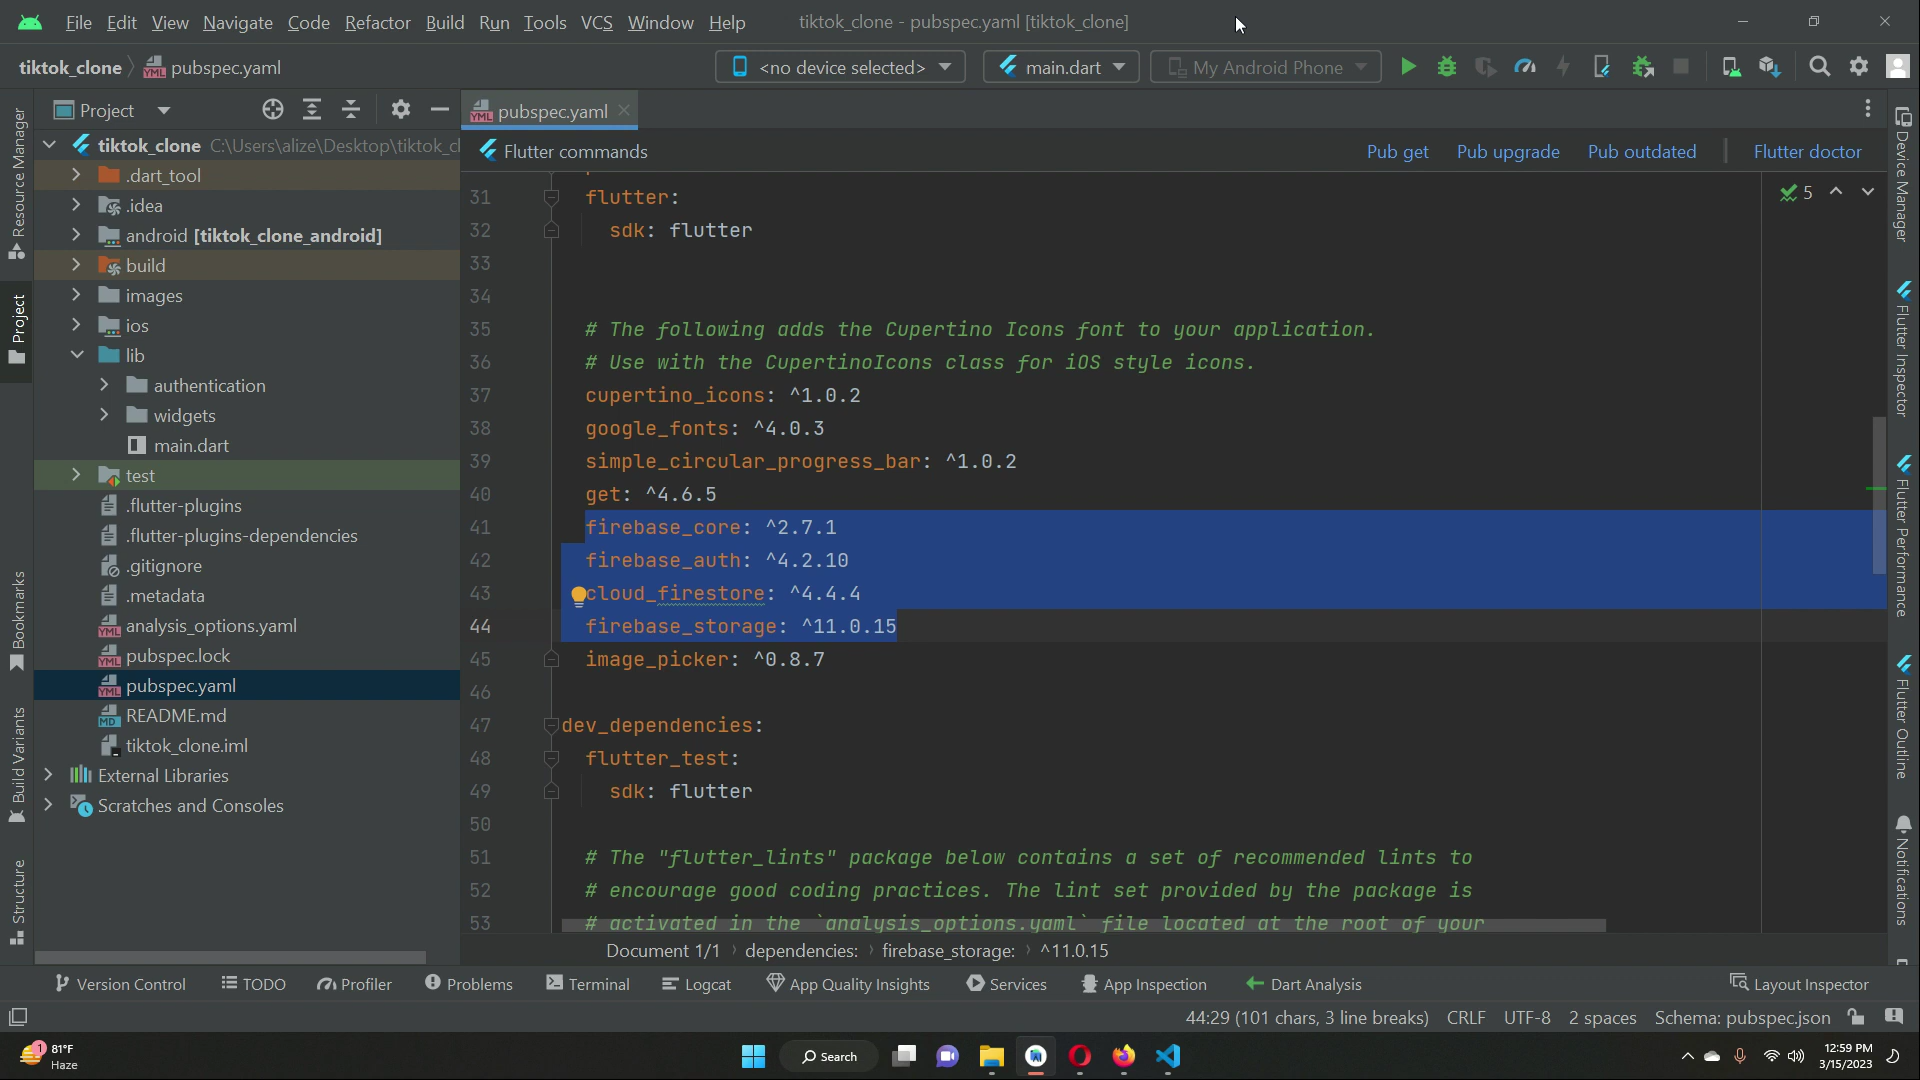 File Edit View Navigate Code Refactor Build Run Tools VCS Window Help tiktok_clone - pubspec.yaml [tiktok_clone]
tiktok_clone pubspec.yaml <no device selected> main.dart My Android Phone
Project
pubspec.yaml
Flutter commands Pub get Pub upgrade Pub outdated Flutter doctor
tiktok_clone C:\Users\alize\Desktop\tiktok_cl
.dart_tool
.idea
android [tiktok_clone_android]
build
images
ios
lib
authentication
widgets
main.dart
test
.flutter-plugins
.flutter-plugins-dependencies
.gitignore
.metadata
analysis_options.yaml
pubspec.lock
pubspec.yaml
README.md
tiktok_clone.iml
External Libraries
Scratches and Consoles
Resource Manager
Project
Bookmarks
Build Variants
Structure
31 flutter:
32 sdk: flutter
33
34
35 # The following adds the Cupertino Icons font to your application.
36 # Use with the CupertinoIcons class for iOS style icons.
37 cupertino_icons: ^1.0.2
38 google_fonts: ^4.0.3
39 simple_circular_progress_bar: ^1.0.2
40 get: ^4.6.5
41 firebase_core: ^2.7.1
42 firebase_auth: ^4.2.10
43 cloud_firestore: ^4.4.4
44 firebase_storage: ^11.0.15
45 image_picker: ^0.8.7
46
47 dev_dependencies:
48 flutter_test:
49 sdk: flutter
50
51 # The "flutter_lints" package below contains a set of recommended lints to
52 # encourage good coding practices. The lint set provided by the package is
53 # activated in the `analysis_options.yaml` file located at the root of your
5
Device Manager
Flutter Inspector
Flutter Performance
Flutter Outline
Notifications
Document 1/1 dependencies: firebase_storage: ^11.0.15
Version Control TODO Profiler Problems Terminal Logcat App Quality Insights Services App Inspection Dart Analysis Layout Inspector
44:29 (101 chars, 3 line breaks) CRLF UTF-8 2 spaces Schema: pubspec.json
1 81°F
Haze
Search
12:59 PM
3/15/2023